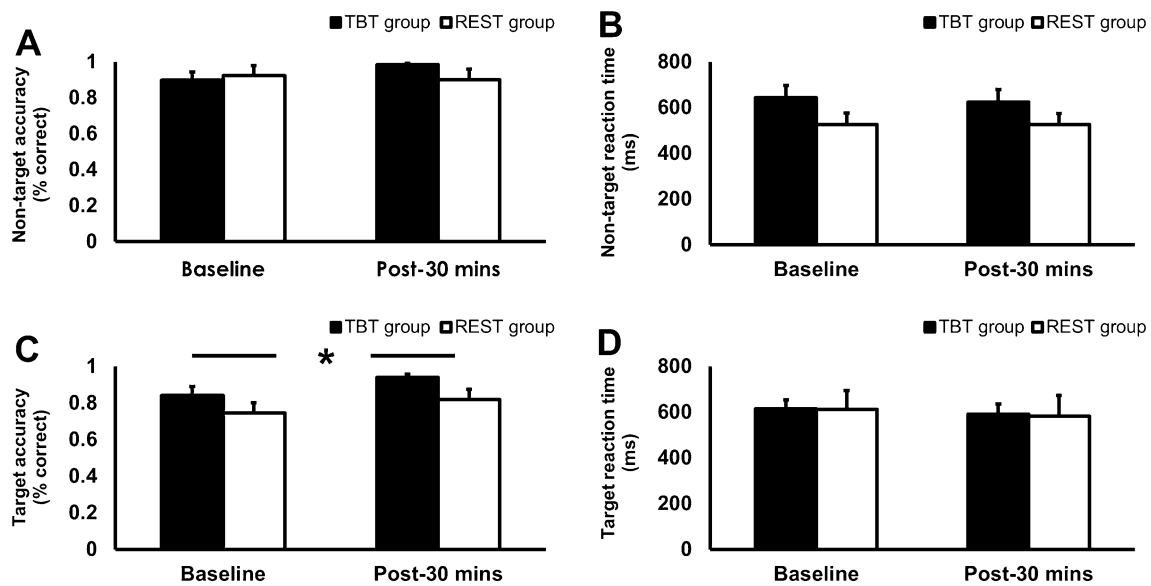 A
TBT group REST group
Non-target accuracy
(% correct)
1
0.8
0.6
0.4
0.2
0
Baseline Post-30 mins
B
TBT group REST group
Non-target reaction time
(ms)
800
600
400
200
0
Baseline Post-30 mins
C
TBT group REST group
*
Target accuracy
(% correct)
1
0.8
0.6
0.4
0.2
0
Baseline Post-30 mins
D
TBT group REST group
Target reaction time
(ms)
800
600
400
200
0
Baseline Post-30 mins